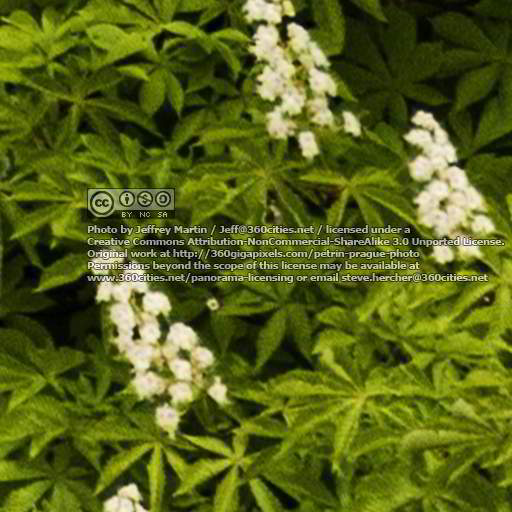 cc
BY NC SA
Photo by Jeffrey Martin / Jeff@360cities.net / licensed under a
Creative Commons Attribution-NonCommercial-ShareAlike 3.0 Unported License.
Original work at http://360gigapixels.com/petrin-prague-photo
Permissions beyond the scope of this license may be available at
www.360cities.net/panorama-licensing or email steve.hercher@360cities.net